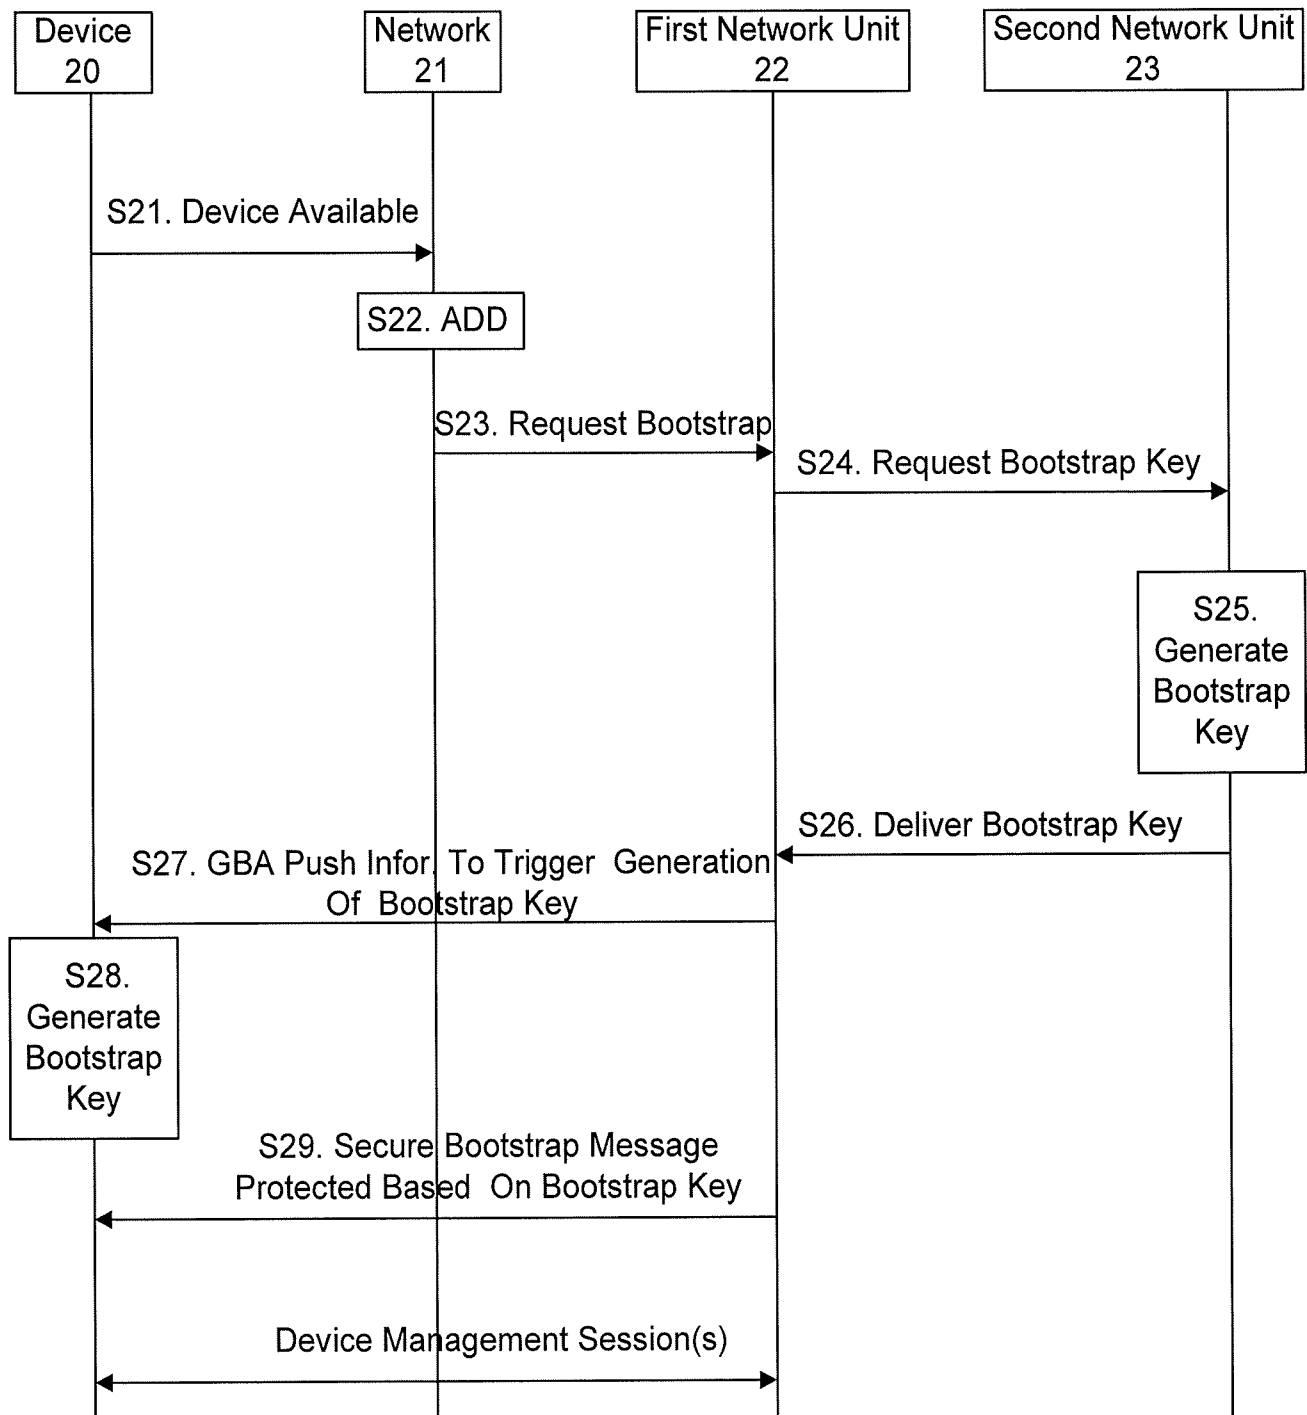 Device
20
Network
21
First Network Unit
22
Second Network Unit
23
S21. Device Available
S22. ADD
S23. Request Bootstrap
S24. Request Bootstrap Key
S25.
Generate
Bootstrap
Key
S26. Deliver Bootstrap Key
S27. GBA Push Infor. To Trigger Generation
Of Bootstrap Key
S28.
Generate
Bootstrap
Key
S29. Secure Bootstrap Message
Protected Based On Bootstrap Key
Device Management Session(s)